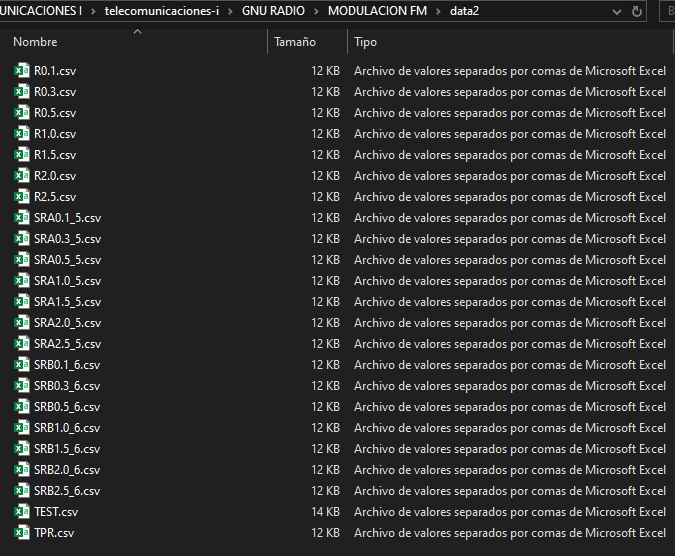 UNICACIONES I > telecomunicaciones-i > GNU RADIO > MODULACION FM > data2
Nombre Tamaño Tipo
R0.1.csv 12 KB Archivo de valores separados por comas de Microsoft Excel
R0.3.csv 12 KB Archivo de valores separados por comas de Microsoft Excel
R0.5.csv 12 KB Archivo de valores separados por comas de Microsoft Excel
R1.0.csv 12 KB Archivo de valores separados por comas de Microsoft Excel
R1.5.csv 12 KB Archivo de valores separados por comas de Microsoft Excel
R2.0.csv 12 KB Archivo de valores separados por comas de Microsoft Excel
R2.5.csv 12 KB Archivo de valores separados por comas de Microsoft Excel
SRA0.1_5.csv 12 KB Archivo de valores separados por comas de Microsoft Excel
SRA0.3_5.csv 12 KB Archivo de valores separados por comas de Microsoft Excel
SRA0.5_5.csv 12 KB Archivo de valores separados por comas de Microsoft Excel
SRA1.0_5.csv 12 KB Archivo de valores separados por comas de Microsoft Excel
SRA1.5_5.csv 12 KB Archivo de valores separados por comas de Microsoft Excel
SRA2.0_5.csv 12 KB Archivo de valores separados por comas de Microsoft Excel
SRA2.5_5.csv 12 KB Archivo de valores separados por comas de Microsoft Excel
SRB0.1_6.csv 12 KB Archivo de valores separados por comas de Microsoft Excel
SRB0.3_6.csv 12 KB Archivo de valores separados por comas de Microsoft Excel
SRB0.5_6.csv 12 KB Archivo de valores separados por comas de Microsoft Excel
SRB1.0_6.csv 12 KB Archivo de valores separados por comas de Microsoft Excel
SRB1.5_6.csv 12 KB Archivo de valores separados por comas de Microsoft Excel
SRB2.0_6.csv 12 KB Archivo de valores separados por comas de Microsoft Excel
SRB2.5_6.csv 12 KB Archivo de valores separados por comas de Microsoft Excel
TEST.csv 14 KB Archivo de valores separados por comas de Microsoft Excel
TPR.csv 12 KB Archivo de valores separados por comas de Microsoft Excel